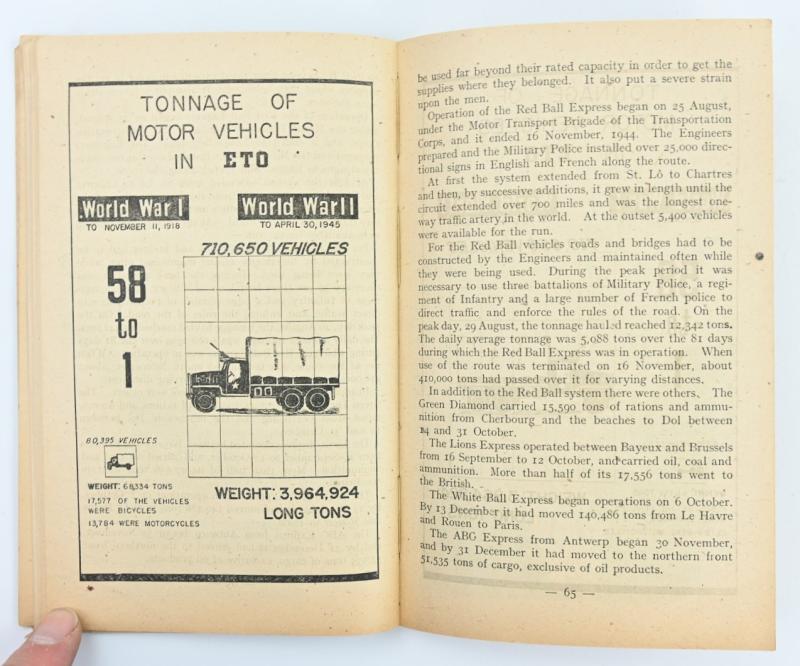 TONNAGE OF
MOTOR VEHICLES
IN ETO
World War I
TO NOVEMBER 11, 1918
World War II
TO APRIL 30, 1945
710,650 VEHICLES
58
to
1
80,395 VEHICLES
WEIGHT: 68,334 TONS
17,577 OF THE VEHICLES
WERE BICYCLES
13,784 WERE MOTORCYCLES
WEIGHT: 3,964,924
LONG TONS
be used far beyond their rated capacity in order to get the
supplies where they belonged. It also put a severe strain
upon the men.
Operation of the Red Ball Express began on 25 August,
under the Motor Transport Brigade of the Transportation
Corps, and it ended 16 November, 1944. The Engineers
prepared and the Military Police installed over 25,000 direc-
tional signs in English and French along the route.
At first the system extended from St. Lô to Chartres
and then, by successive additions, it grew in length until the
circuit extended over 700 miles and was the longest one-
way traffic artery in the world. At the outset 5,400 vehicles
were available for the run.
For the Red Ball vehicles roads and bridges had to be
constructed by the Engineers and maintained often while
they were being used. During the peak period it was
necessary to use three battalions of Military Police, a regi-
ment of Infantry and a large number of French police to
direct traffic and enforce the rules of the road. On the
peak day, 29 August, the tonnage hauled reached 12,342 tons.
The daily average tonnage was 5,088 tons over the 81 days
during which the Red Ball Express was in operation. When
use of the route was terminated on 16 November, about
410,000 tons had passed over it for varying distances.
In addition to the Red Ball system there were others. The
Green Diamond carried 15,590 tons of rations and ammu-
nition from Cherbourg and the beaches to Dol between
14 and 31 October.
The Lions Express operated between Bayeux and Brussels
from 16 September to 12 October, and carried oil, coal and
ammunition. More than half of its 17,556 tons went to
the British.
The White Ball Express began operations on 6 October.
By 13 December it had moved 140,486 tons from Le Havre
and Rouen to Paris.
The ABG Express from Antwerp began 30 November,
and by 31 December it had moved to the northern front
51,535 tons of cargo, exclusive of oil products.
— 65 —